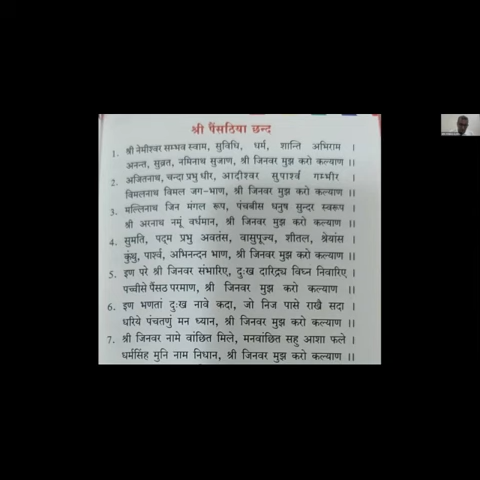 श्री पैंसठिया छन्द
1. श्री नेमीश्वर सम्भव स्वाम, सुविधि, धर्म, शान्ति अभिराम ।
अनन्त, सुव्रत, नमिनाथ सुजाण, श्री जिनवर मुझ करो कल्याण ।।
2. अजितनाथ, चन्दा प्रभु धीर, आदीश्वर सुपार्श्व गम्भीर ।
विमलनाथ विमल जग-भाण, श्री जिनवर मुझ करो कल्याण ।।
3. मल्लिनाथ जिन मंगल रूप, पंचबीस धनुष सुन्दर स्वरूप ।
श्री अरनाथ नमूं वर्धमान, श्री जिनवर मुझ करो कल्याण ।।
4. सुमति, पद्म प्रभु अवतंस, वासुपूज्य, शीतल, श्रेयांस ।
कुंथु, पार्श्व, अभिनन्दन भाण, श्री जिनवर मुझ करो कल्याण ।।
5. इण परे श्री जिनवर संभारिए, दुःख दारिद्र्य विघ्न निवारिए ।
पच्चीसे पैंसठ परमाण, श्री जिनवर मुझ करो कल्याण ।।
6. इण भणतां दुःख नावे कदा, जो निज पासे राखै सदा ।
धरिये पंचतणुं मन ध्यान, श्री जिनवर मुझ करो कल्याण ।।
7. श्री जिनवर नामे वांछित मिले, मनवांछित सहु आशा फले ।
धर्मसिंह मुनि नाम निधान, श्री जिनवर मुझ करो कल्याण ।।